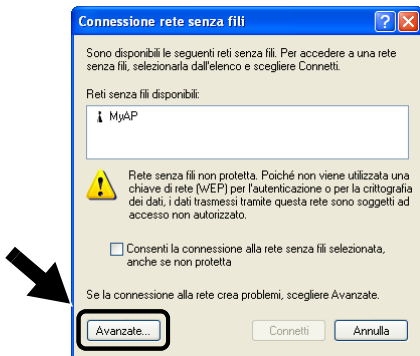 Connessione rete senza fili
Sono disponibili le seguenti reti senza fili. Per accedere a una rete
senza fili, selezionarla dall'elenco e scegliere Connetti.
Reti senza fili disponibili:
MyAP
Rete senza fili non protetta. Poiché non viene utilizzata una
chiave di rete (WEP) per l'autenticazione o per la crittografia
dei dati, i dati trasmessi tramite questa rete sono soggetti ad
accesso non autorizzato.
Consenti la connessione alla rete senza fili selezionata,
anche se non protetta
Se la connessione alla rete crea problemi, scegliere Avanzate.
Avanzate... Connetti Annulla